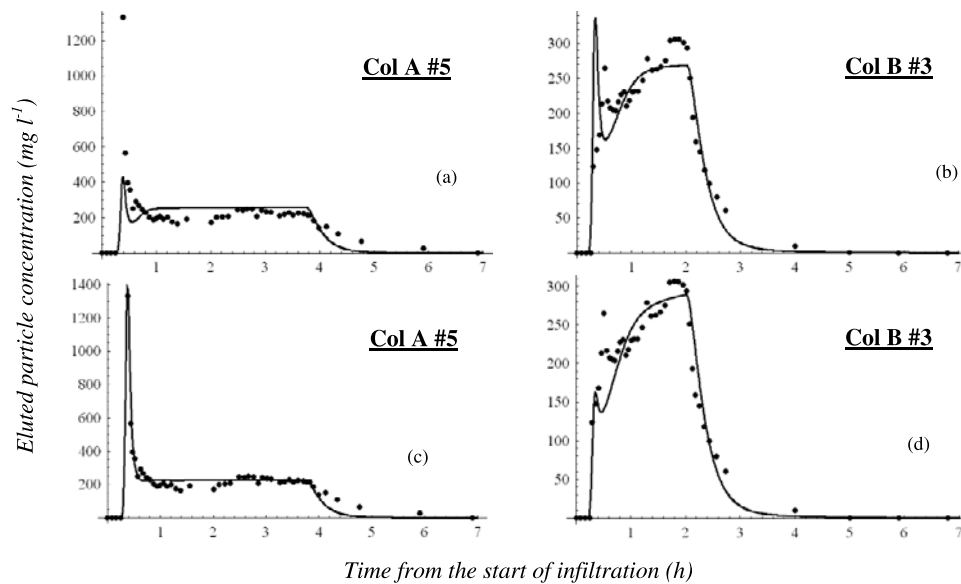 Eluted particle concentration (mg l⁻¹)
1200
1000
800
600
400
200
1 2 3 4 5 6 7
Col A #5
(a)
300
250
200
150
100
50
1 2 3 4 5 6 7
Col B #3
(b)
1400
1200
1000
800
600
400
200
1 2 3 4 5 6 7
Col A #5
(c)
300
250
200
150
100
50
1 2 3 4 5 6 7
Col B #3
(d)
Time from the start of infiltration (h)